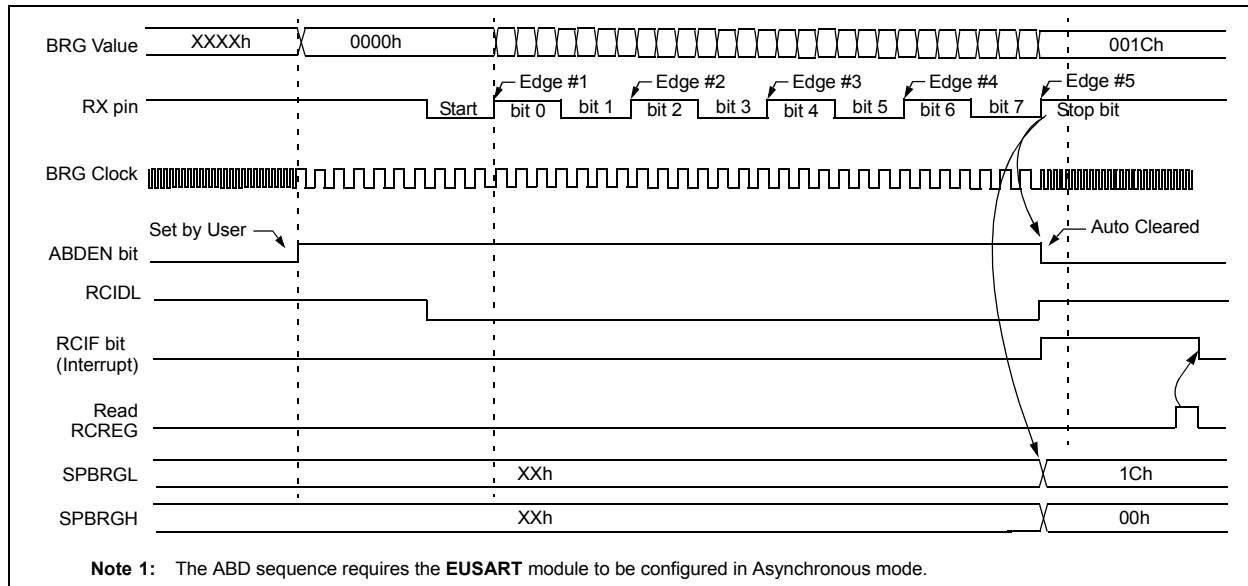 BRG Value XXXXh 0000h 001Ch
Edge #1 Edge #2 Edge #3 Edge #4 Edge #5
RX pin Start bit 0 bit 1 bit 2 bit 3 bit 4 bit 5 bit 6 bit 7 Stop bit
BRG Clock
Set by User Auto Cleared
ABDEN bit
RCIDL
RCIF bit
(Interrupt)
Read
RCREG
SPBRGL XXh 1Ch
SPBRGH XXh 00h
Note 1: The ABD sequence requires the EUSART module to be configured in Asynchronous mode.